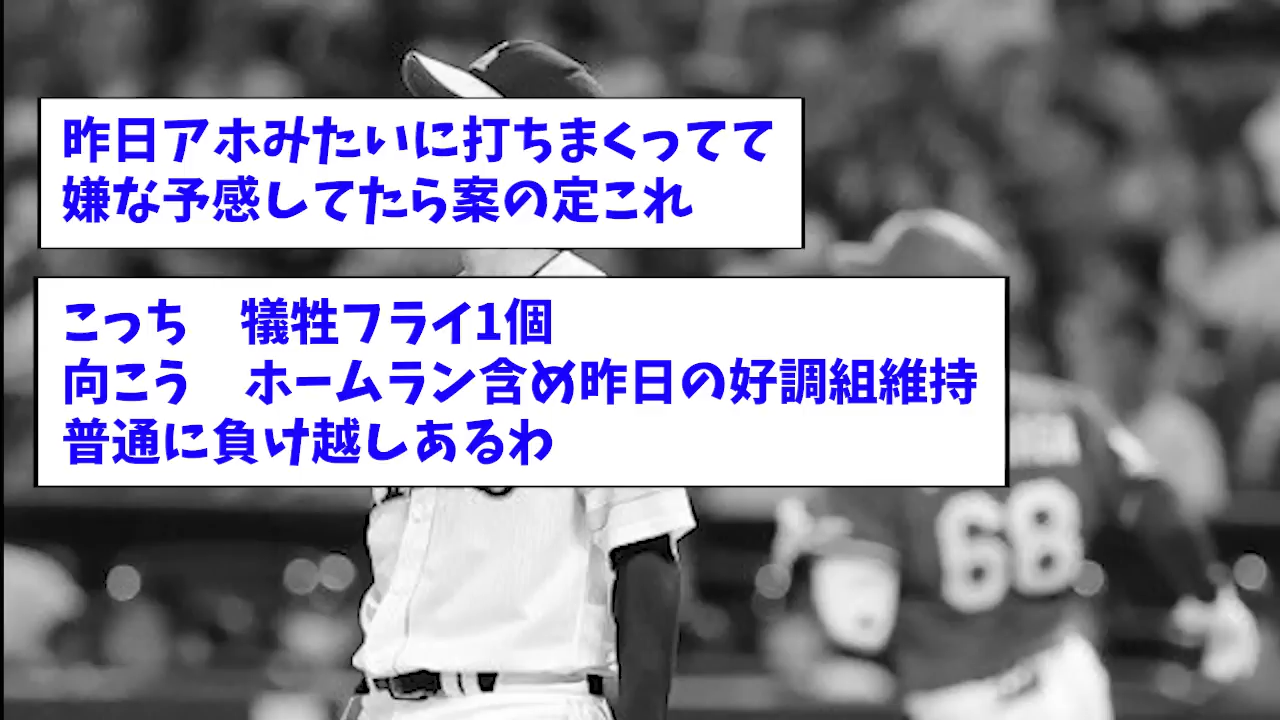 昨日アホみたいに打ちまくってて
嫌な予感してたら案の定これ
こっち　犠牲フライ1個
向こう　ホームラン含め昨日の好調組維持
普通に負け越しあるわ
68